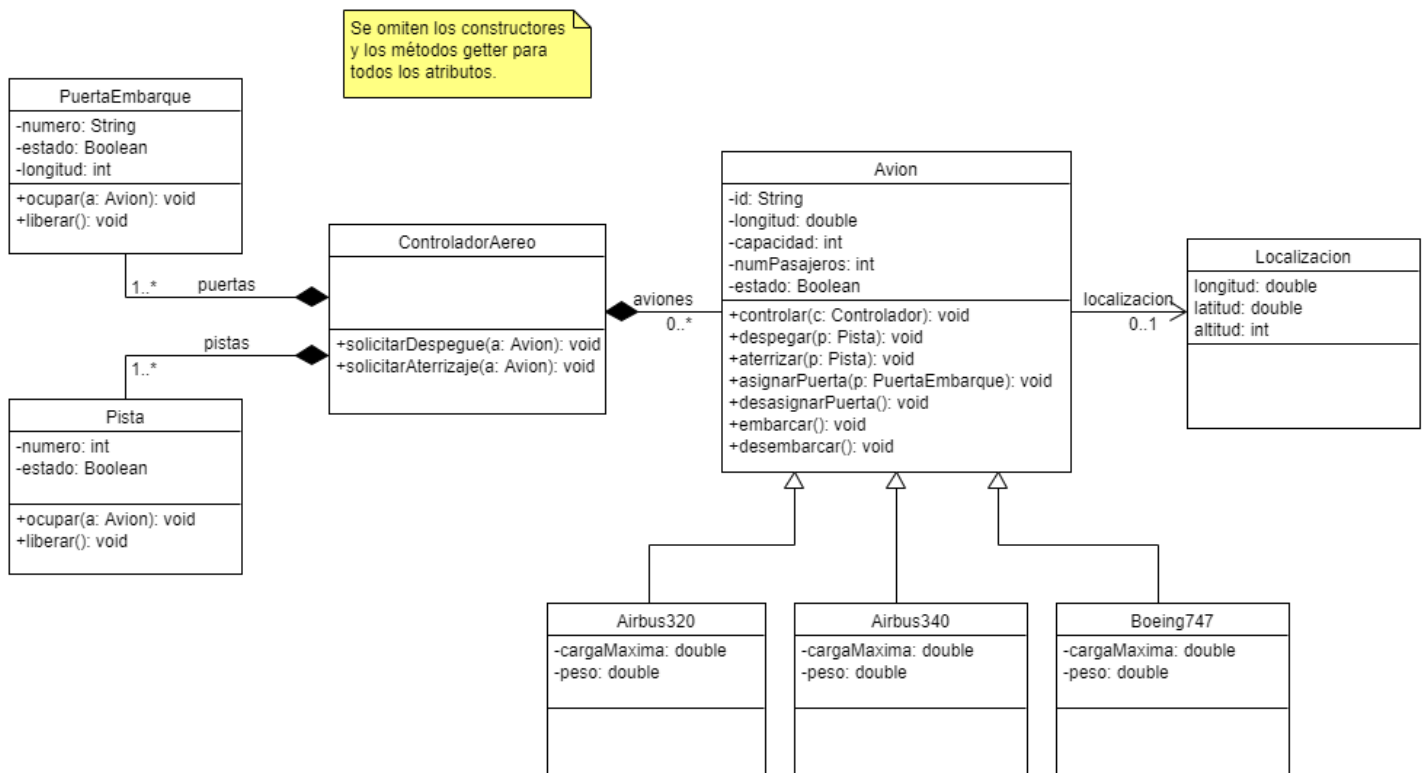 Se omiten los constructores
y los métodos getter para
todos los atributos.
PuertaEmbarque
-numero: String
-estado: Boolean
-longitud: int
+ocupar(a: Avion): void
+liberar(): void
1..*
puertas
ControladorAereo
+solicitarDespegue(a: Avion): void
+solicitarAterrizaje(a: Avion): void
pistas
1..*
Pista
-numero: int
-estado: Boolean
+ocupar(a: Avion): void
+liberar(): void
aviones
0..*
Avion
-id: String
-longitud: double
-capacidad: int
-numPasajeros: int
-estado: Boolean
+controlar(c: Controlador): void
+despegar(p: Pista): void
+aterrizar(p: Pista): void
+asignarPuerta(p: PuertaEmbarque): void
+desasignarPuerta(): void
+embarcar(): void
+desembarcar(): void
localizacion
0..1
Localizacion
longitud: double
latitud: double
altitud: int
Airbus320
-cargaMaxima: double
-peso: double
Airbus340
-cargaMaxima: double
-peso: double
Boeing747
-cargaMaxima: double
-peso: double